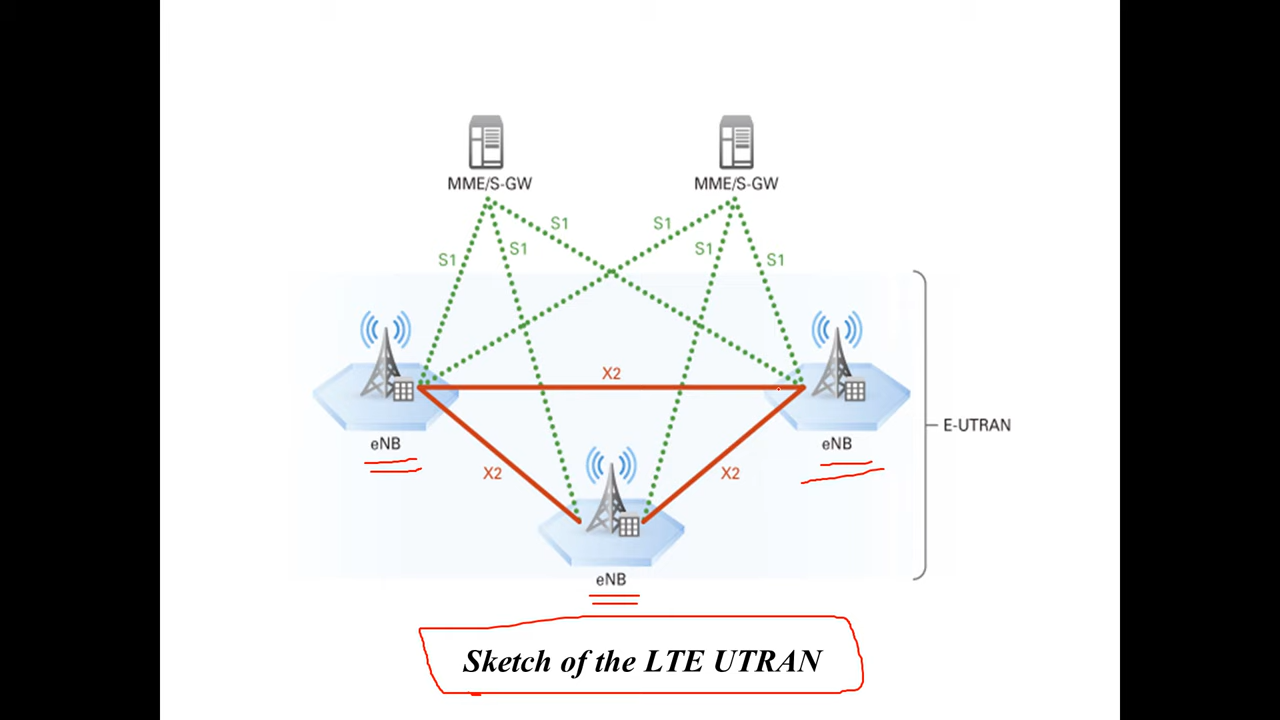 MME/S-GW
MME/S-GW
S1
S1
S1
S1
S1
S1
X2
eNB
eNB
E-UTRAN
X2
X2
eNB
Sketch of the LTE UTRAN